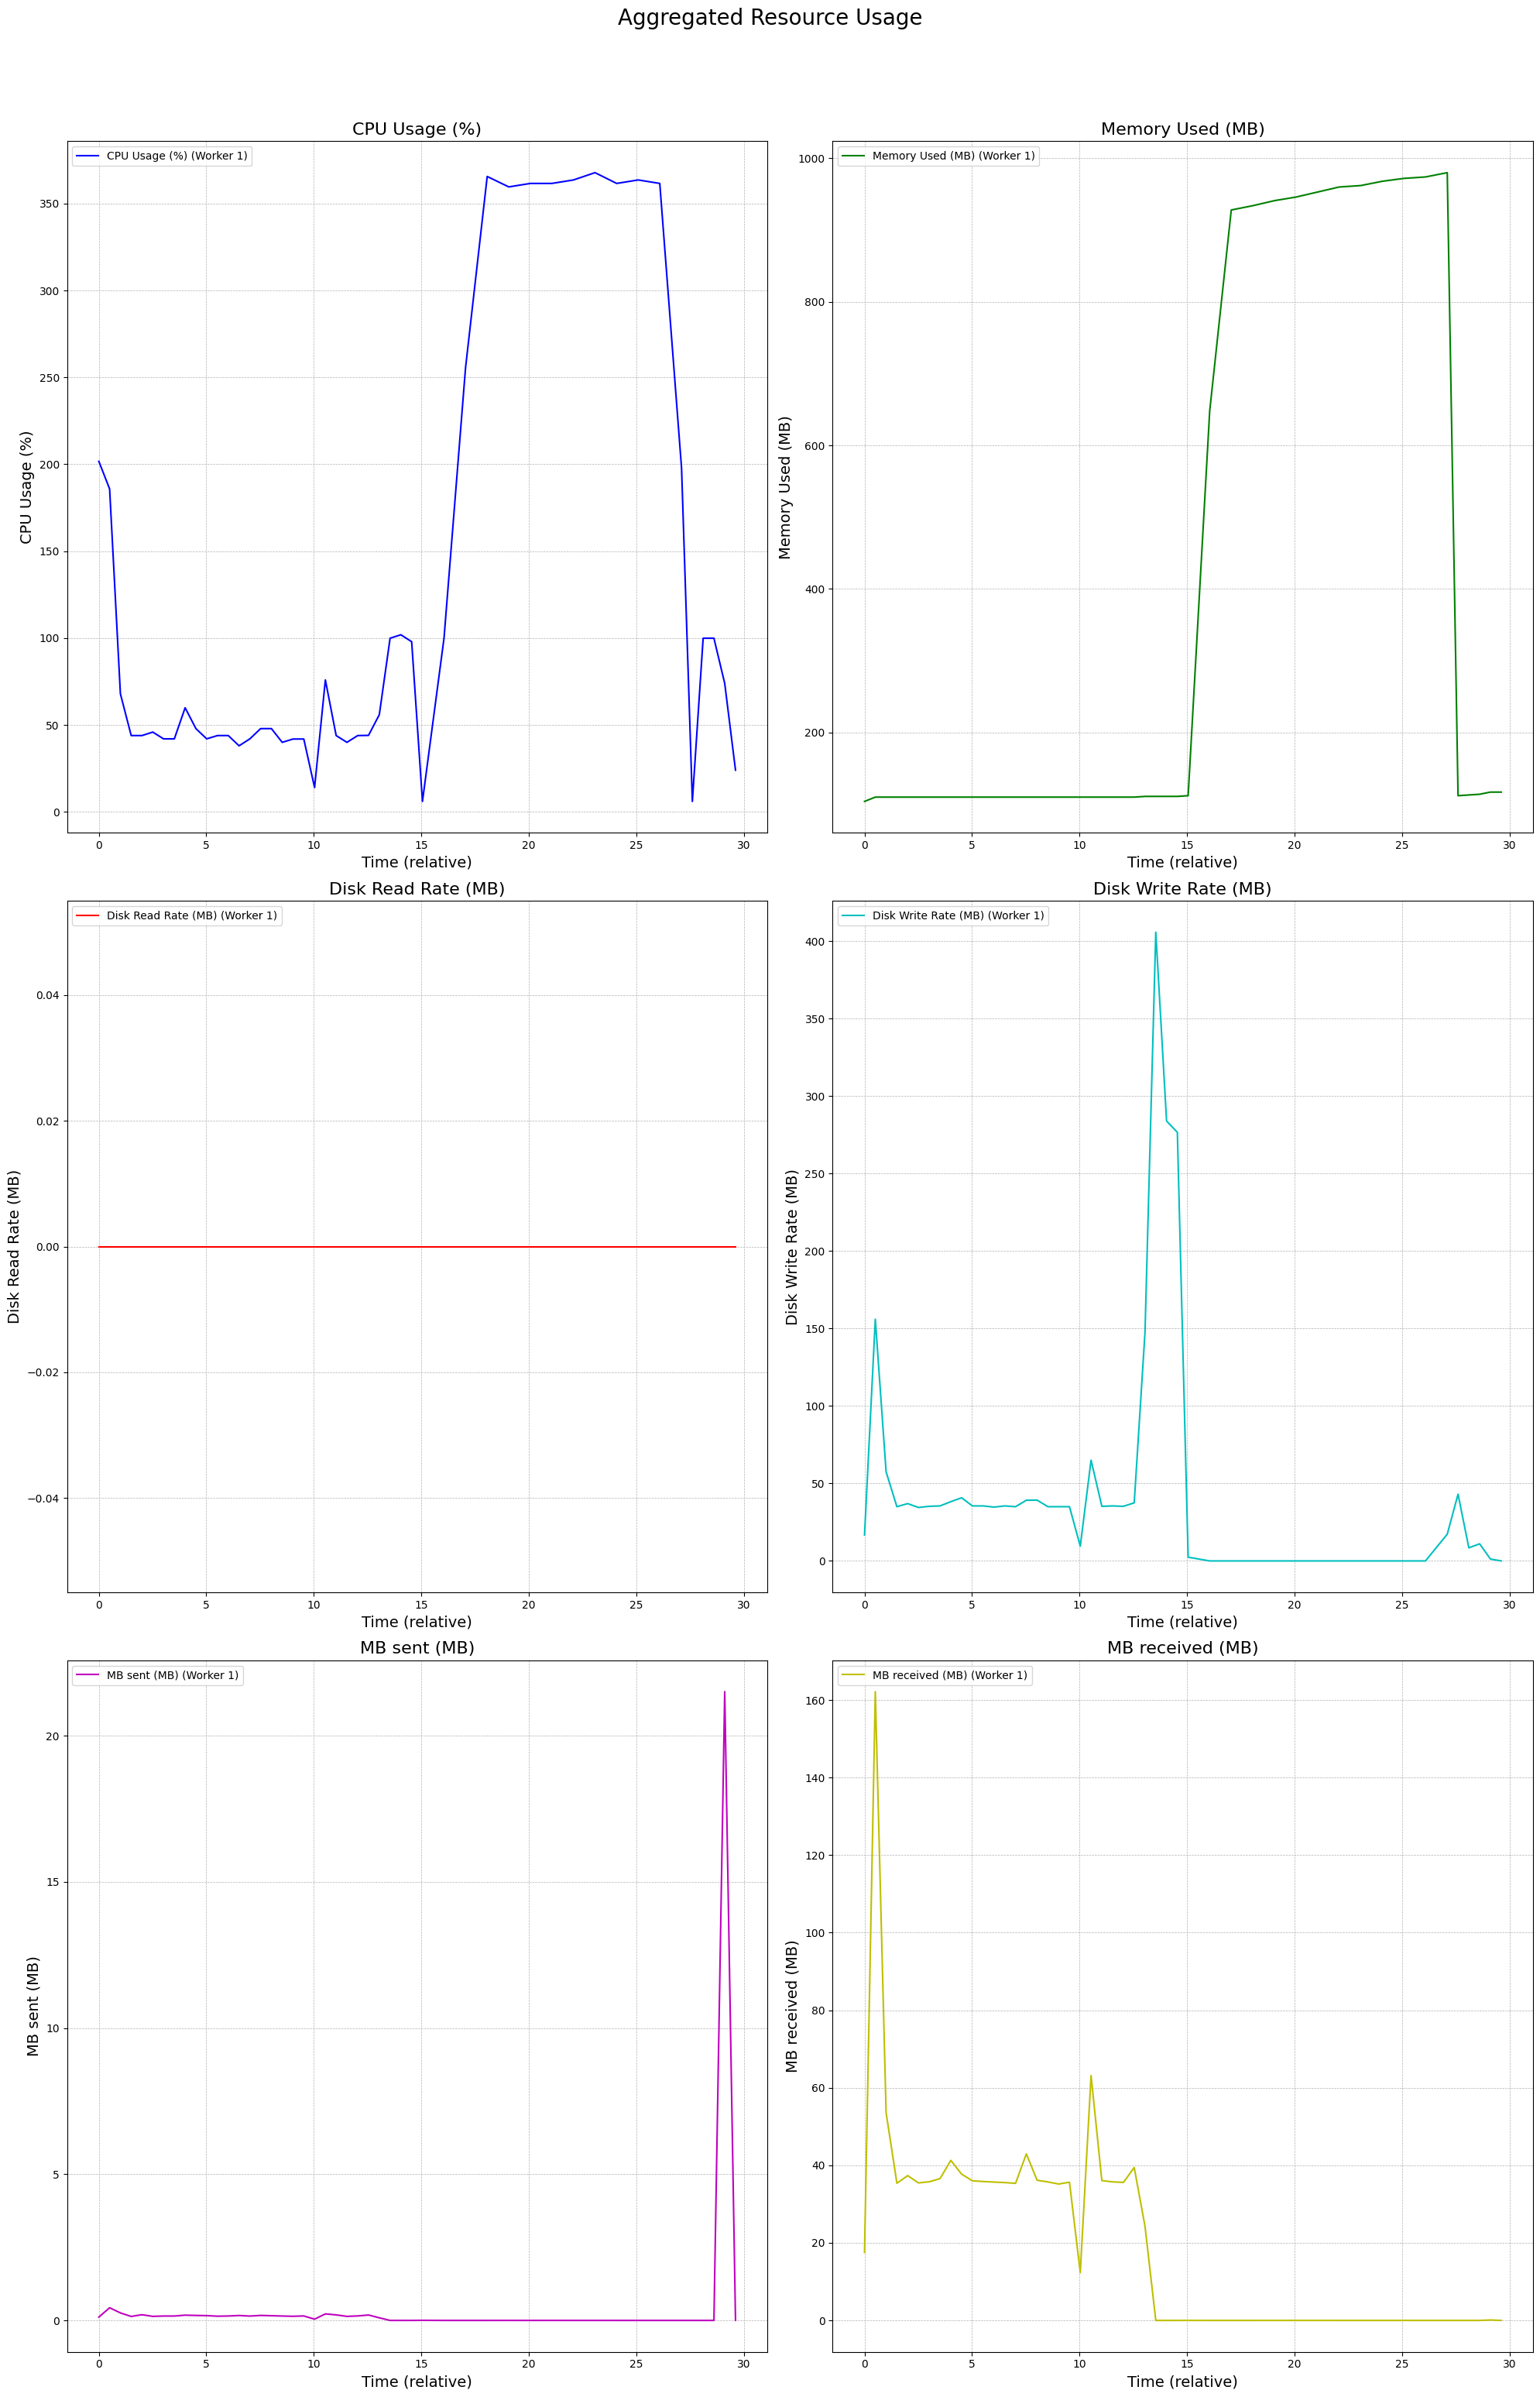 Aggregated Resource Usage
CPU Usage (%)
CPU Usage (%) (Worker 1)
CPU Usage (%)
350
300
250
200
150
100
50
0
0 5 10 15 20 25 30
Time (relative)
Memory Used (MB)
Memory Used (MB) (Worker 1)
Memory Used (MB)
1000
800
600
400
200
0 5 10 15 20 25 30
Time (relative)
Disk Read Rate (MB)
Disk Read Rate (MB) (Worker 1)
Disk Read Rate (MB)
0.04
0.02
0.00
−0.02
−0.04
0 5 10 15 20 25 30
Time (relative)
Disk Write Rate (MB)
Disk Write Rate (MB) (Worker 1)
Disk Write Rate (MB)
400
350
300
250
200
150
100
50
0
0 5 10 15 20 25 30
Time (relative)
MB sent (MB)
MB sent (MB) (Worker 1)
MB sent (MB)
20
15
10
5
0
0 5 10 15 20 25 30
Time (relative)
MB received (MB)
MB received (MB) (Worker 1)
MB received (MB)
160
140
120
100
80
60
40
20
0
0 5 10 15 20 25 30
Time (relative)